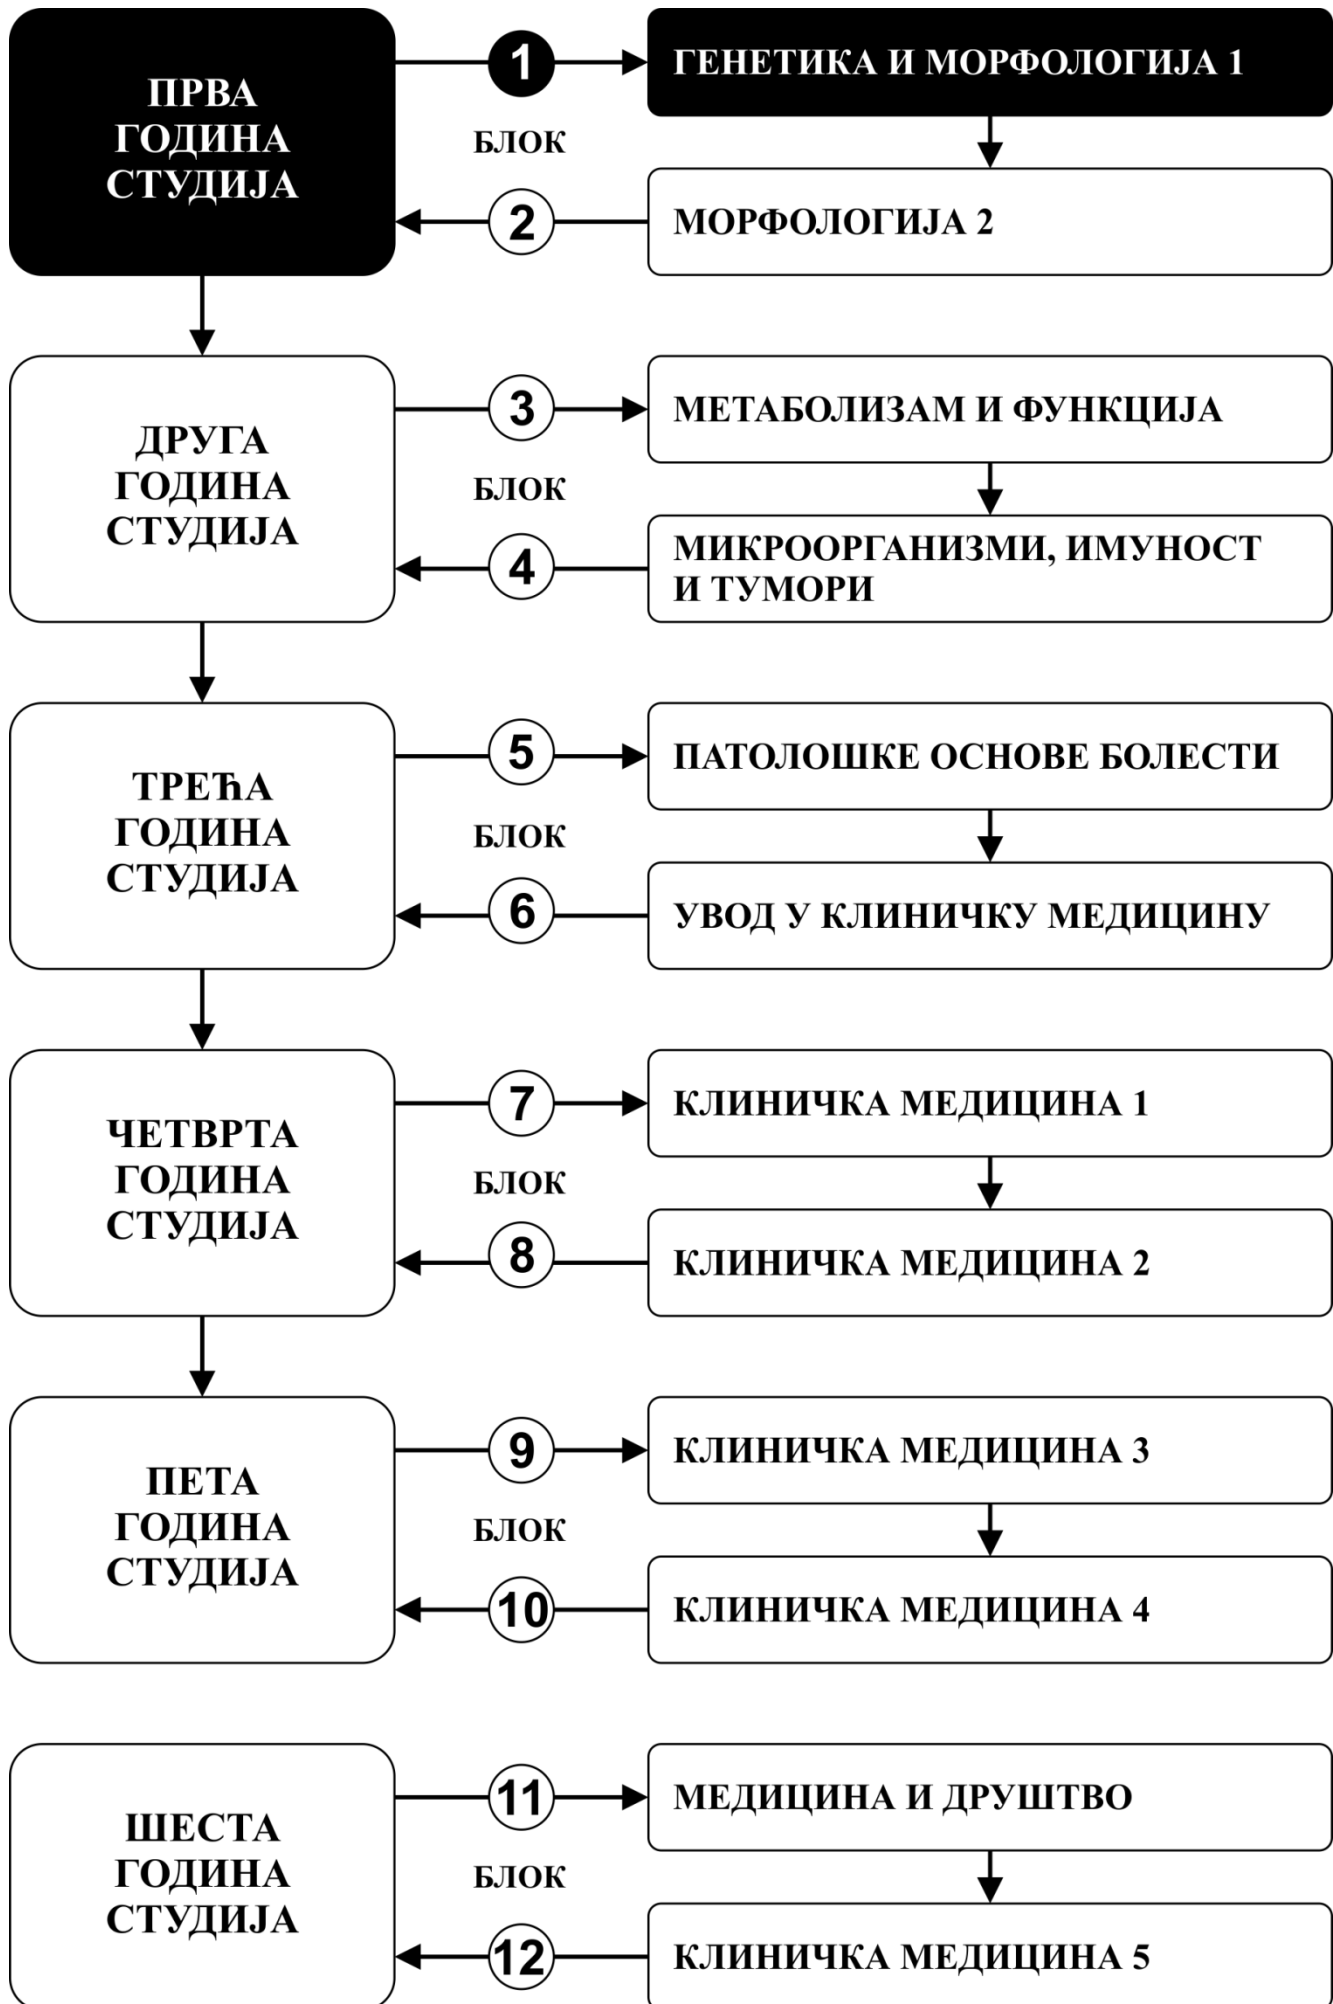 ПРВА
ГОДИНА
СТУДИЈА
1
БЛОК
2
ГЕНЕТИКА И МОРФОЛОГИЈА 1
МОРФОЛОГИЈА 2
ДРУГА
ГОДИНА
СТУДИЈА
3
БЛОК
4
МЕТАБОЛИЗАМ И ФУНКЦИЈА
МИКРООРГАНИЗМИ, ИМУНОСТ
И ТУМОРИ
ТРЕЋА
ГОДИНА
СТУДИЈА
5
БЛОК
6
ПАТОЛОШКЕ ОСНОВЕ БОЛЕСТИ
УВОД У КЛИНИЧКУ МЕДИЦИНУ
ЧЕТВРТА
ГОДИНА
СТУДИЈА
7
БЛОК
8
КЛИНИЧКА МЕДИЦИНА 1
КЛИНИЧКА МЕДИЦИНА 2
ПЕТА
ГОДИНА
СТУДИЈА
9
БЛОК
10
КЛИНИЧКА МЕДИЦИНА 3
КЛИНИЧКА МЕДИЦИНА 4
ШЕСТА
ГОДИНА
СТУДИЈА
11
БЛОК
12
МЕДИЦИНА И ДРУШТВО
КЛИНИЧКА МЕДИЦИНА 5